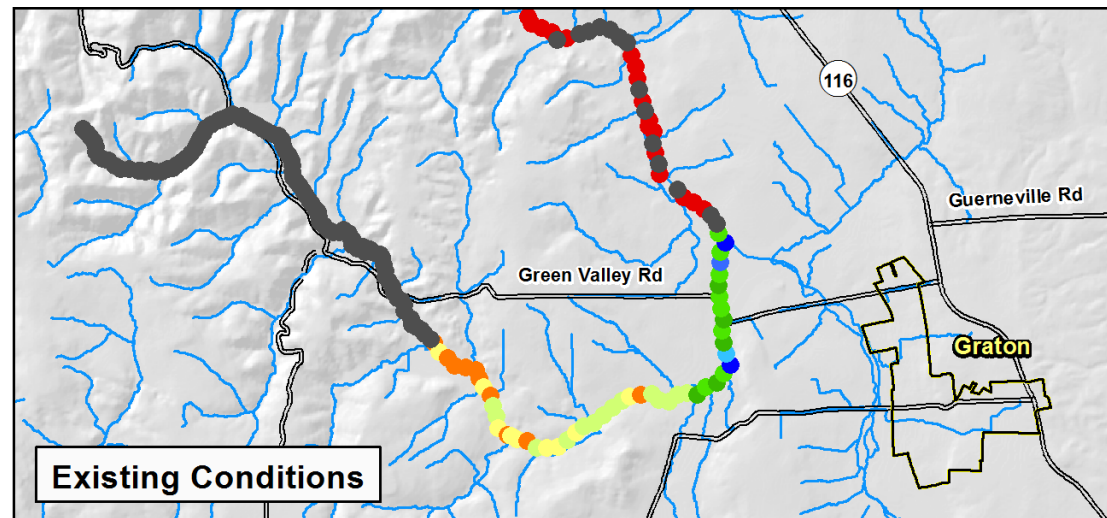 116
Guerneville Rd
Green Valley Rd
Graton
Existing Conditions